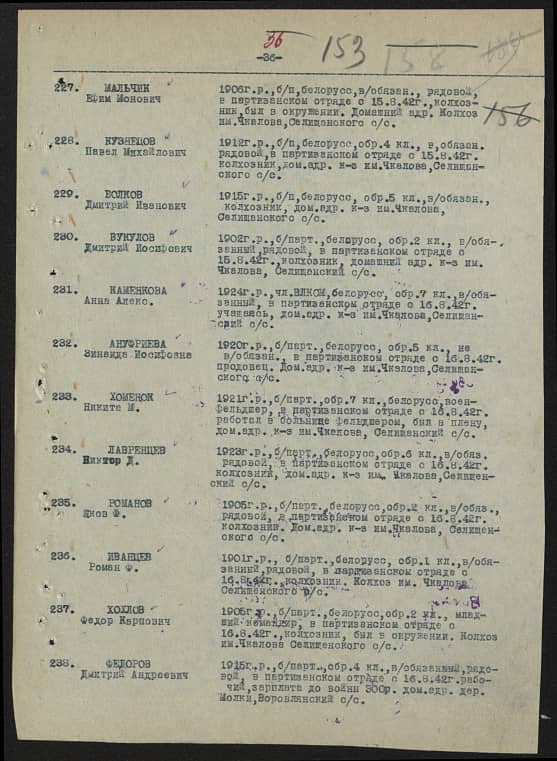 36
-36-
153
158
156
227. МАЛЬЧИК
Ефим Монович
1906г.р.,б/п,белорусс,в/обязан., рядовой,
в партизанском отряде с 15.8.42г.,колхоз-
ник,был в окружении. Домашний адр. Колхоз
им.Чкалова,Селищанского с/с.
228. КУЗНЕЦОВ
Павел Михайлович
1912г.р.,б/п,белорусс,обр.4 кл., в,обязан.
рядовой,в партизанском отряде с 15.8.42г.
колхозник,дом.адр. к-з им.Чкалова,Селищан-
ского с/с.
229. ВОЛКОВ
Дмитрий Иванович
1915г.р.,б/п,белорусс, обр.5 кл.,в/обязан.,
колхозник, дом.адр. к-з им.Чкалова,
Селищанского с/с.
230. ВУКУЛОВ
Дмитрий Иосифович
1902г.р.,б/парт.,белорусс, обр.2 кл., в/обя-
занный,рядовой, в партизанском отряде с
15.8.42г.,колхозник, домашний адр. к-з им.
Чкалова, Селищанский с/с.
231. КАМЕНКОВА
Анна Алекс.
1924г.р.,чл.ВЛКСМ,белорусс, обр.7 кл.,в/обя-
занный, в партизанском отряде с 16.8.42г.
учащаяся, дом.адр. к-з им.Чкалова,Селищан-
ский с/с.
232. АНУФРИЕВА
Зинаида Иосифовна
1920г.р.,б/парт.,белорусс, обр.5 кл., не
в/обязан., в партизанском отряде с 16.8.42г.
продовец. Дом.адр. к-з им.Чкалова,Селищан-
ского с/с.
233. ХОМЕНОК
Никита М.
1921г.р.,б/парт.,обр.7 кл.,белорусс,воен-
фельдшер, в партизанском отряде с 16.8.42г.
работал в больнице фельдшером, был в плену,
дом.адр. к-з им.Чкалова, Селищанский с/с.
234. ЛАВРЕНЦЕВ
Виктор Д.
1923г.р.,б/парт.,белорусс,обр.6 кл.,в/обяз.
рядовой, в партизанском отряде с 16.8.42г.
колхозник, дом.адр. к-з им. Чкалова,Селищан-
ский с/с.
235. РОМАНОВ
Яков Ф.
1905г.р.,б/парт.,белорусс,обр.2 кл.,в/обяз.,
рядовой, в партизанском отряде с 16.8.42г.
колхозник. Дом.адр. к-з им.Чкалова, Селищан-
ского с/с.
236. ИВАНЦЕВ
Роман Ф.
1901г.р., б/парт.,белорусс, обр.1 кл.,в/обя-
занный,рядовой, в партизанском отряде с
16.8.42г.,колхозник. Колхоз им. Чкалова
Селищанского с/с.
237. ХОХЛОВ
Федор Карпович
1905г.р.,б/парт.,белорусс,обр.2 кл., млад-
ший командир, в партизанском отряде с
16.8.42г.,колхозник, был в окружении. Колхоз
им.Чкалова Селищенского с/с.
238. ФЕДОРОВ
Дмитрий Андреевич
1915г.р.,б/парт.,обр.4 кл.,в/обязанный,рядо-
вой, в партизанском отряде с 16.8.42г.рабо-
чий,зарплата до войны 300р. дом.адр. дер.
Молки,Воровлянский с/с.